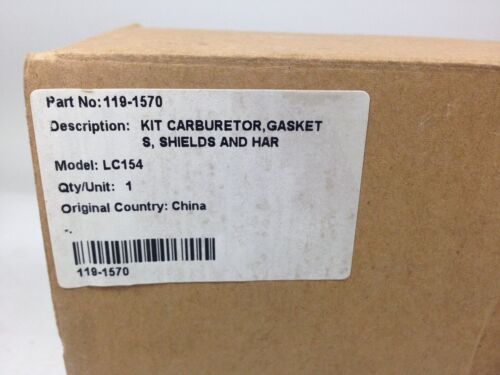 Part No:119-1570
Description: KIT CARBURETOR,GASKET
S, SHIELDS AND HAR
Model: LC154
Qty/Unit: 1
Original Country: China
119-1570